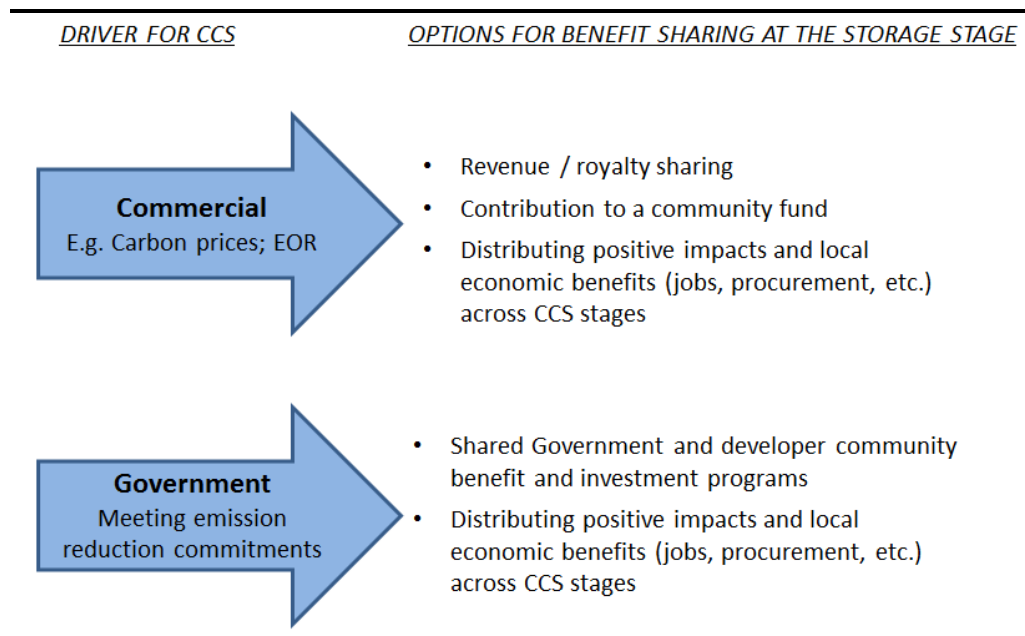 DRIVER FOR CCS
OPTIONS FOR BENEFIT SHARING AT THE STORAGE STAGE
Commercial
E.g. Carbon prices; EOR
• Revenue / royalty sharing
• Contribution to a community fund
• Distributing positive impacts and local
economic benefits (jobs, procurement, etc.)
across CCS stages
Government
Meeting emission
reduction commitments
• Shared Government and developer community
benefit and investment programs
• Distributing positive impacts and local
economic benefits (jobs, procurement, etc.)
across CCS stages